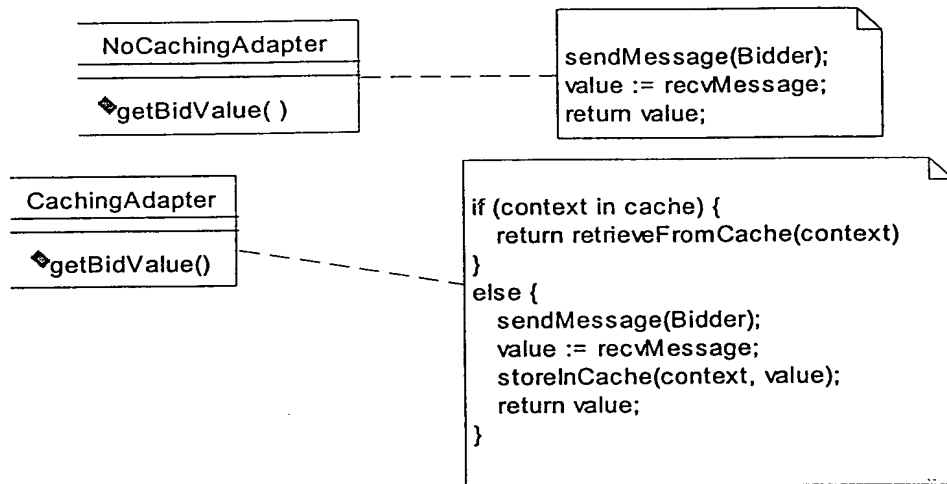 NoCachingAdapter
getBidValue( )
sendMessage(Bidder);
value := recvMessage;
return value;
CachingAdapter
getBidValue()
if (context in cache) {
return retrieveFromCache(context)
}
else {
sendMessage(Bidder);
value := recvMessage;
storeInCache(context, value);
return value;
}